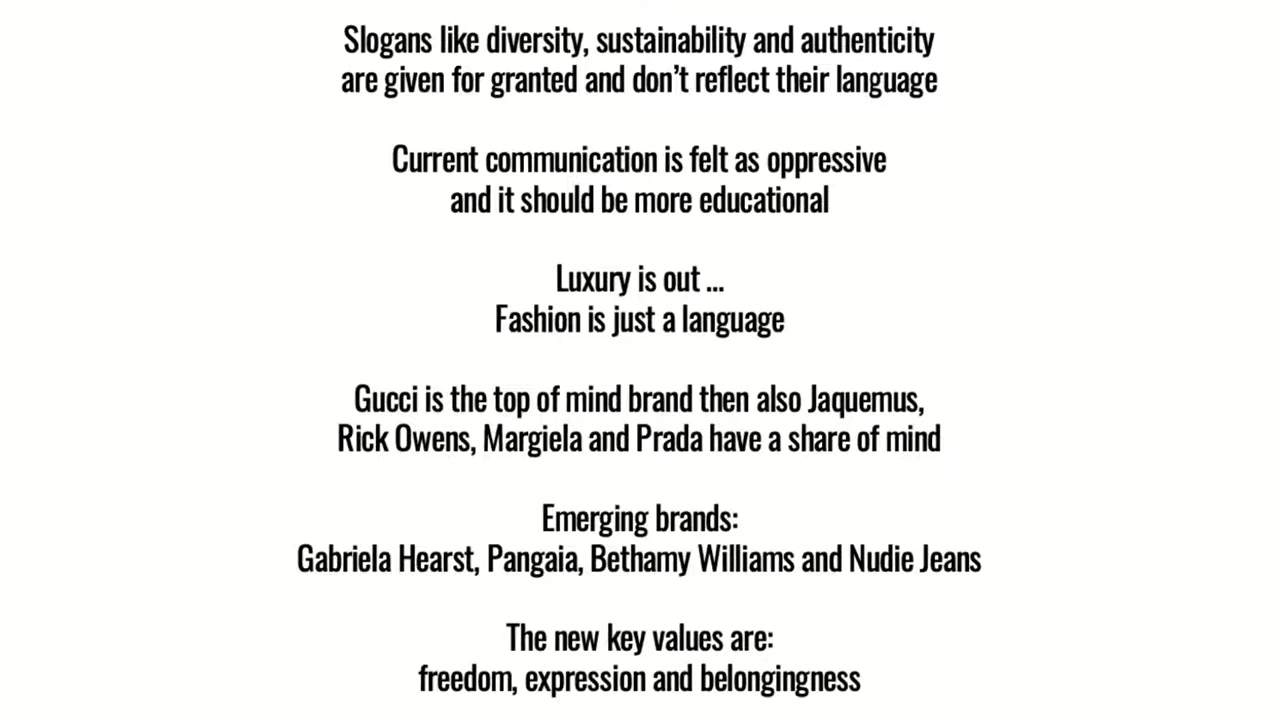 Slogans like diversity, sustainability and authenticity
are given for granted and don't reflect their language
Current communication is felt as oppressive
and it should be more educational
Luxury is out ...
Fashion is just a language
Gucci is the top of mind brand then also Jaquemus,
Rick Owens, Margiela and Prada have a share of mind
Emerging brands:
Gabriela Hearst, Pangaia, Bethamy Williams and Nudie Jeans
The new key values are:
freedom, expression and belongingness